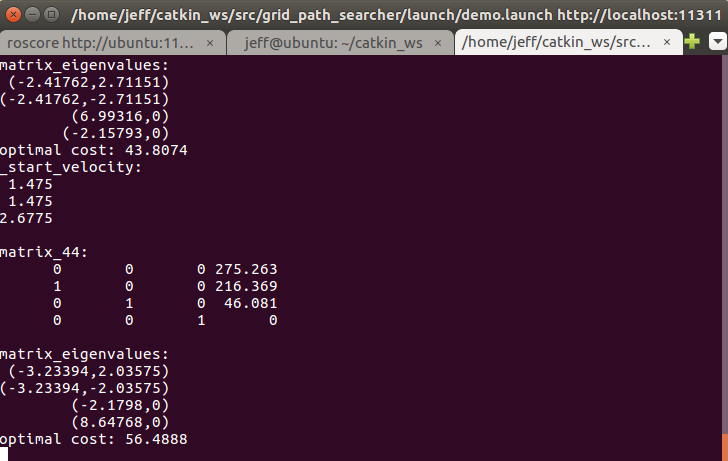 /home/jeff/catkin_ws/src/grid_path_searcher/launch/demo.launch http://localhost:11311
roscore http://ubuntu:11... × jeff@ubuntu: ~/catkin_ws × /home/jeff/catkin_ws/src... ×
matrix_eigenvalues:
(-2.41762,2.71151)
(-2.41762,-2.71151)
(6.99316,0)
(-2.15793,0)
optimal cost: 43.8074
_start_velocity:
1.475
1.475
2.6775
matrix_44:
0 0 0 275.263
1 0 0 216.369
0 1 0 46.081
0 0 1 0
matrix_eigenvalues:
(-3.23394,2.03575)
(-3.23394,-2.03575)
(-2.1798,0)
(8.64768,0)
optimal cost: 56.4888